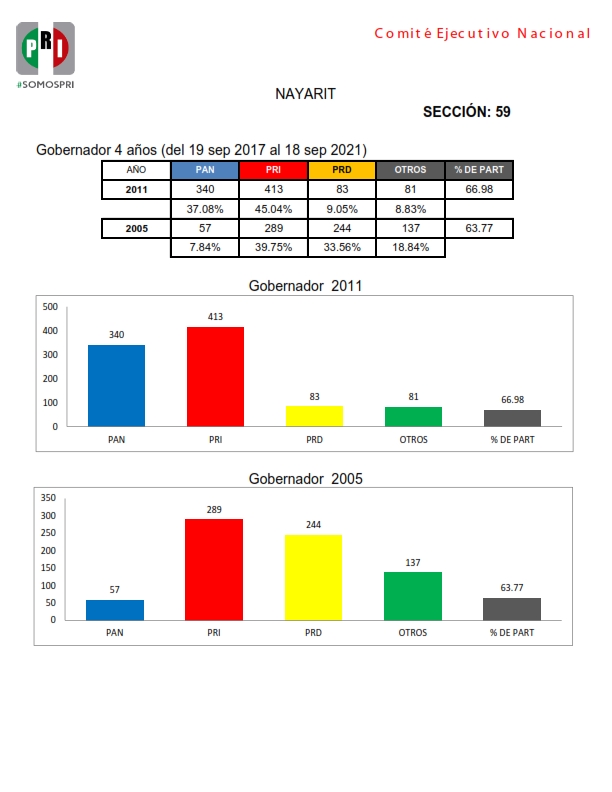 Comité Ejecutivo Nacional
PRI
#SOMOSPRI
NAYARIT
SECCIÓN: 59
Gobernador 4 años (del 19 sep 2017 al 18 sep 2021)
AÑO PAN PRI PRD OTROS % DE PART
2011 340 413 83 81 66.98
37.08% 45.04% 9.05% 8.83%
2005 57 289 244 137 63.77
7.84% 39.75% 33.56% 18.84%
Gobernador 2011
500
400
300
200
100
0
340 413 83 81 66.98
PAN PRI PRD OTROS % DE PART
Gobernador 2005
350
300
250
200
150
100
50
0
57 289 244 137 63.77
PAN PRI PRD OTROS % DE PART